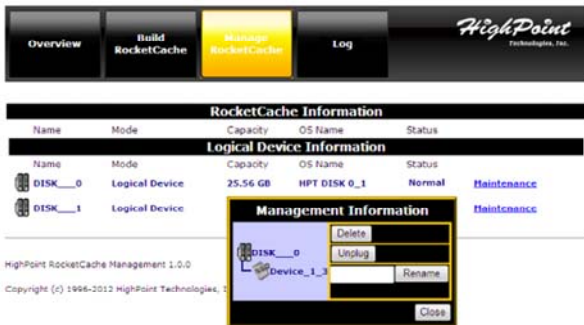 Overview
Build
RocketCache
Manage
RocketCache
Log
HighPoint
Technologies, Inc.
RocketCache Information
Name Mode Capacity OS Name Status
Logical Device Information
Name Mode Capacity OS Name Status
DISK___0 Logical Device 25.56 GB HPT DISK 0_1 Normal Maintenance
DISK___1 Logical Device Maintenance
Management Information
Delete
DISK___0 Unplug
Device_1_3 Rename
Close
HighPoint RocketCache Management 1.0.0
Copyright (c) 1996-2012 HighPoint Technologies,